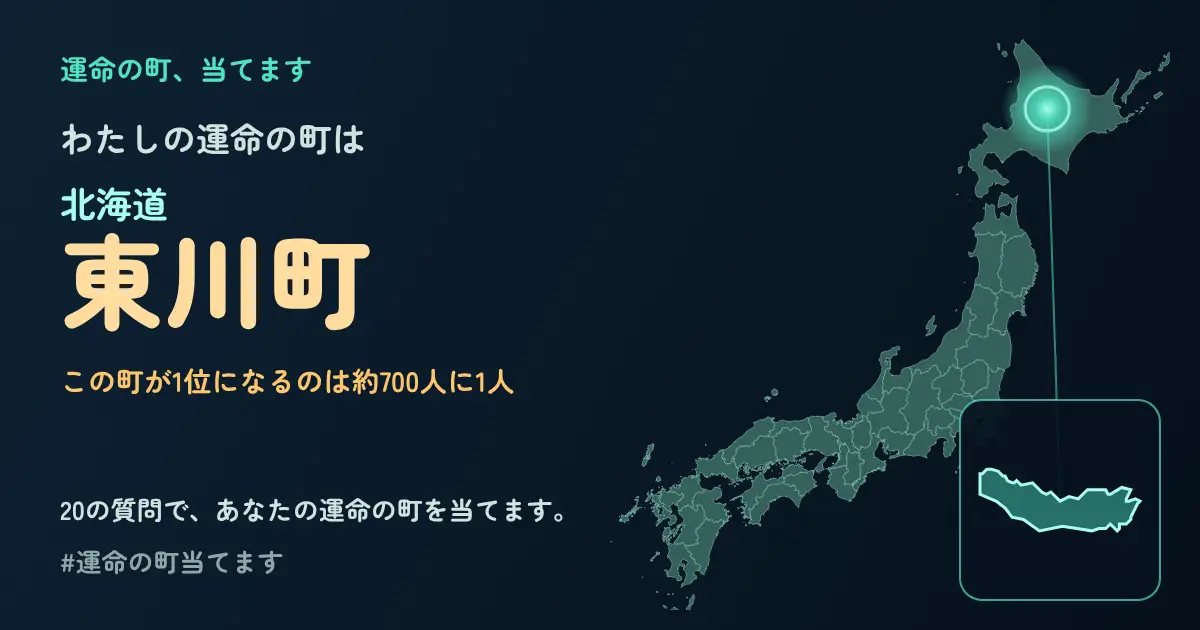 運命の町、当てます
わたしの運命の町は
北海道
東川町
この町が1位になるのは約700人に1人
20の質問で、あなたの運命の町を当てます。
#運命の町当てます